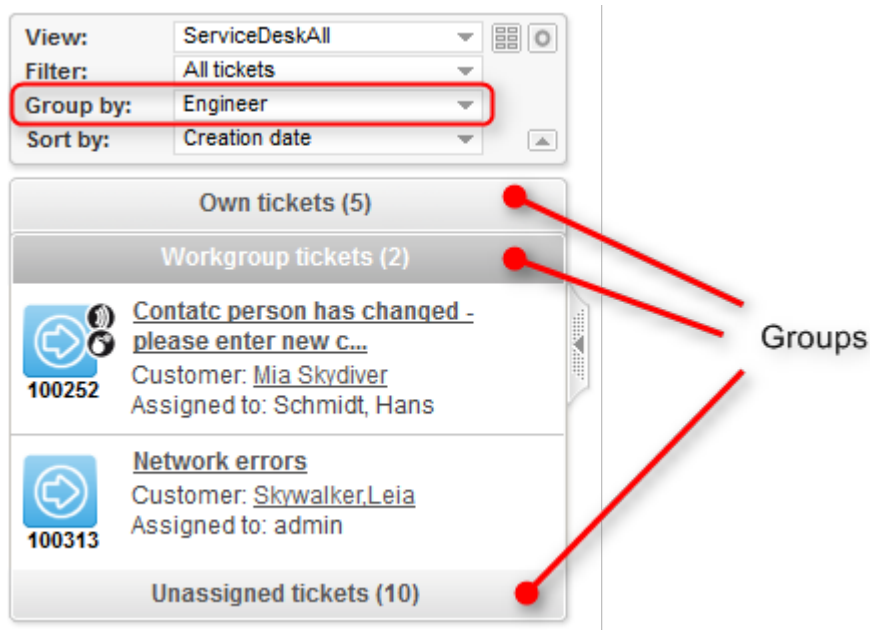 View: ServiceDeskAll
Filter: All tickets
Group by: Engineer
Sort by: Creation date
Own tickets (5)
Workgroup tickets (2)
Contatc person has changed -
please enter new c...
Customer: Mia Skydiver
Assigned to: Schmidt, Hans
100252
Network errors
Customer: Skywalker,Leia
Assigned to: admin
100313
Unassigned tickets (10)
Groups